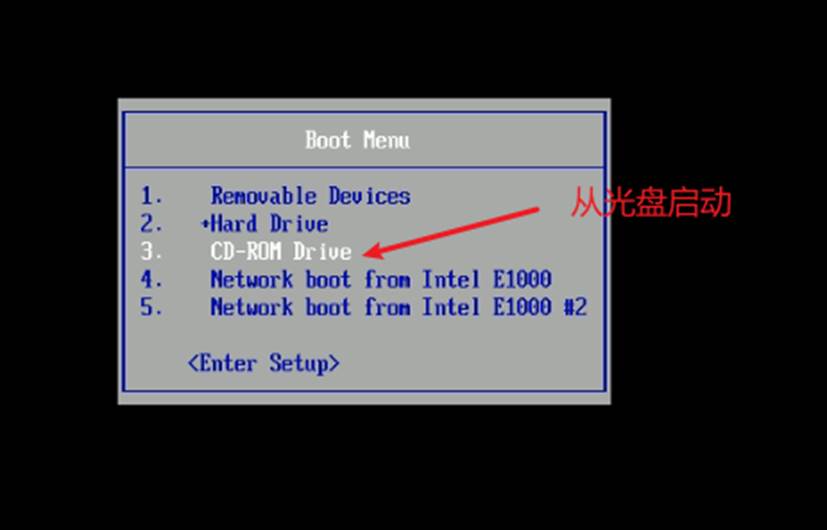 Boot Menu
1. Removable Devices
从光盘启动
2. +Hard Drive
3. CD-ROM Drive
4. Network boot from Intel E1000
5. Network boot from Intel E1000 #2
<Enter Setup>